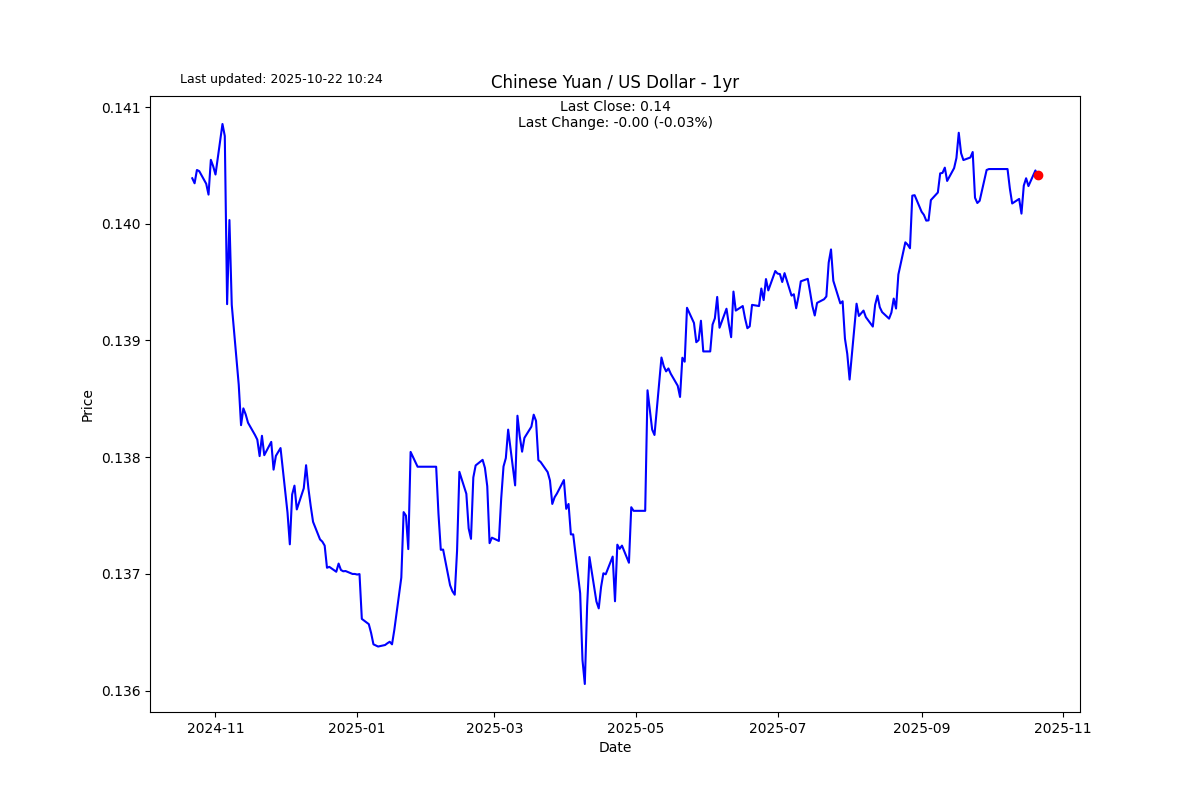 Last updated: 2025-10-22 10:24
Chinese Yuan / US Dollar - 1yr
Last Close: 0.14
Last Change: -0.00 (-0.03%)
0.141
0.140
0.139
0.138
0.137
0.136
Price
2024-11
2025-01
2025-03
2025-05
2025-07
2025-09
2025-11
Date